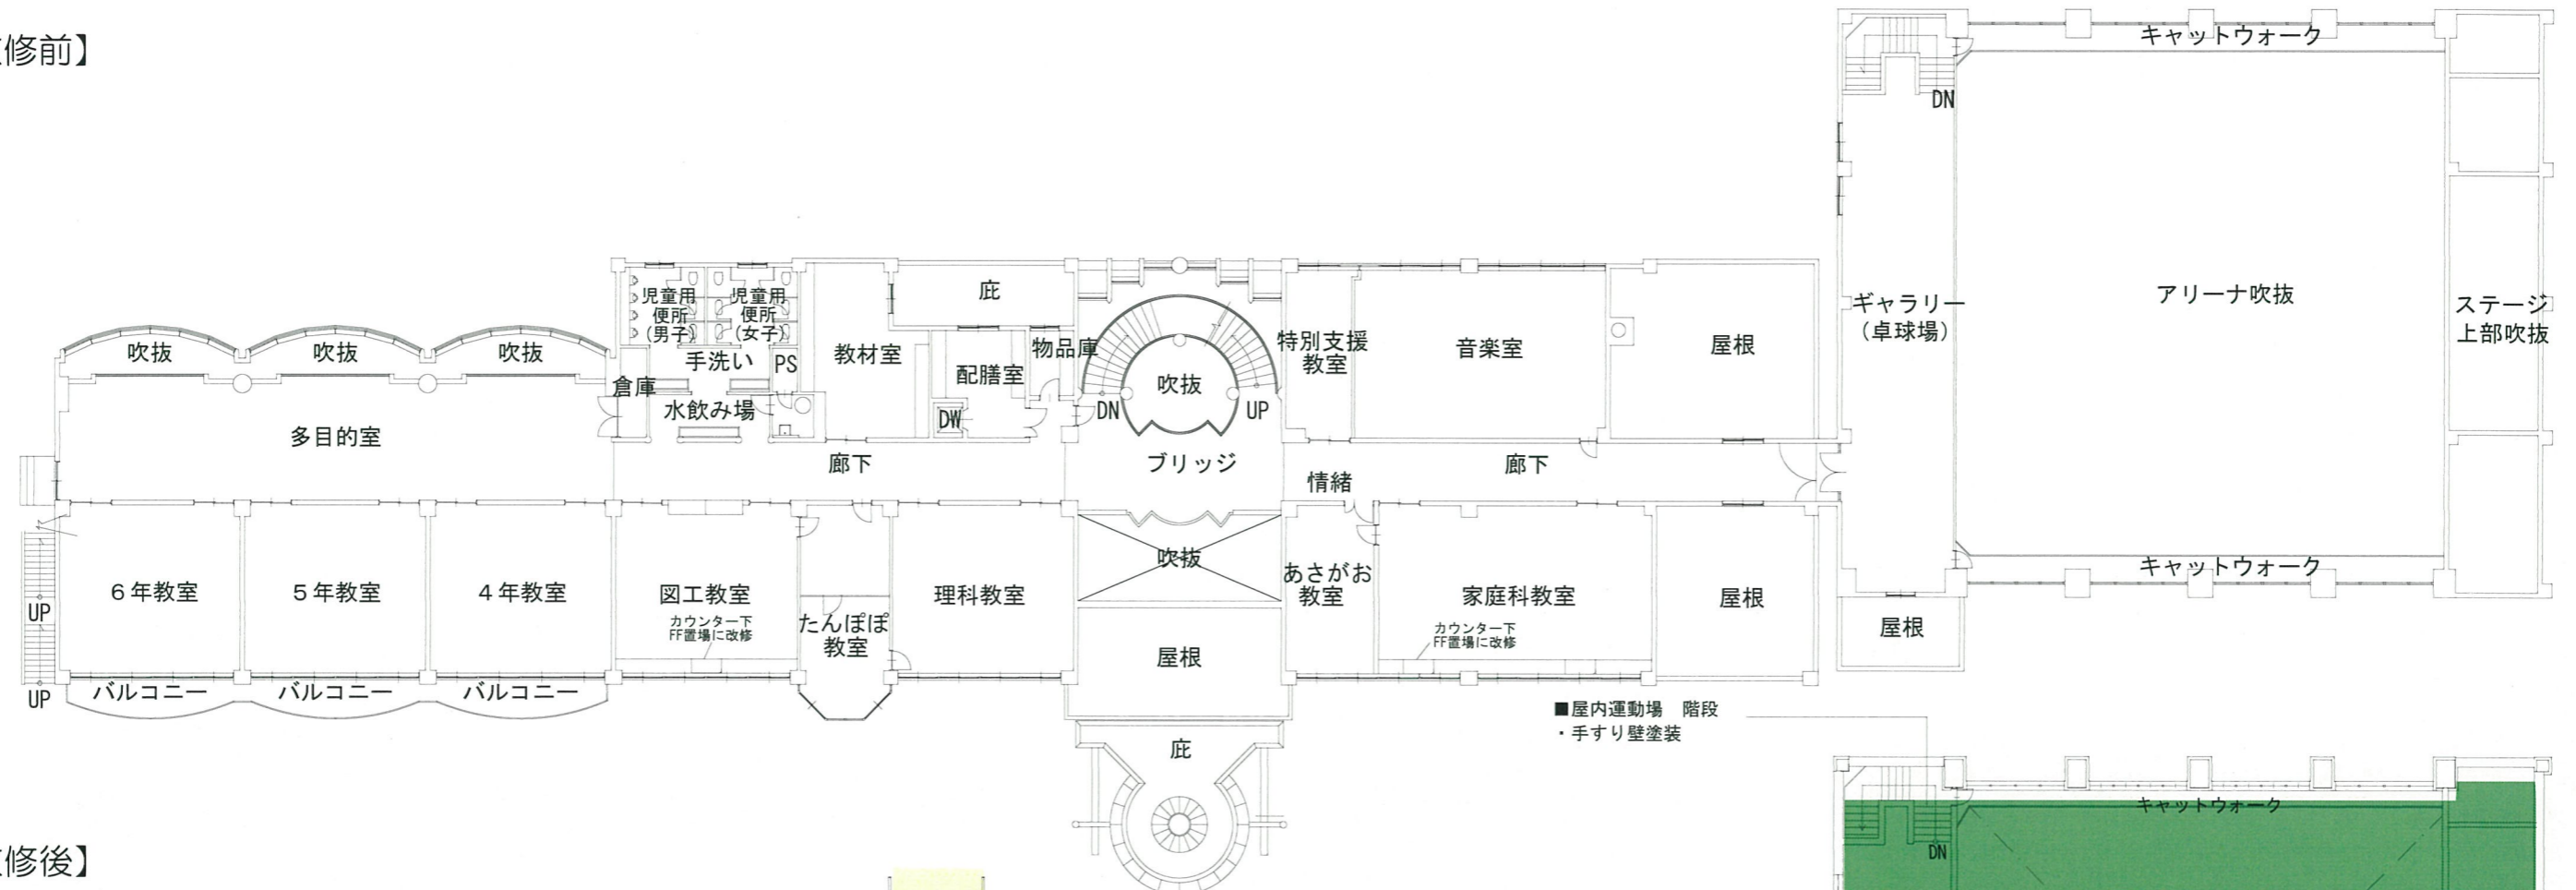 修前】
キャットウォーク
DN
児童用
便所
(男子)
児童用
便所
(女子)
庇
吹抜
吹抜
吹抜
倉庫
手洗い
PS
水飲み場
教材室
配膳室
物品庫
DW
DN
吹抜
UP
特別支援
教室
音楽室
屋根
ギャラリー
(卓球場)
アリーナ吹抜
ステージ
上部吹抜
多目的室
廊下
ブリッジ
情緒
廊下
キャットウォーク
6年教室
5年教室
4年教室
図工教室
カウンター下
FF置場に改修
たんぽぽ
教室
理科教室
吹抜
屋根
あさがお
教室
家庭科教室
カウンター下
FF置場に改修
屋根
屋根
UP
UP
バルコニー
バルコニー
バルコニー
庇
■屋内運動場 階段
・手すり壁塗装
キャットウォーク
DN
修後】